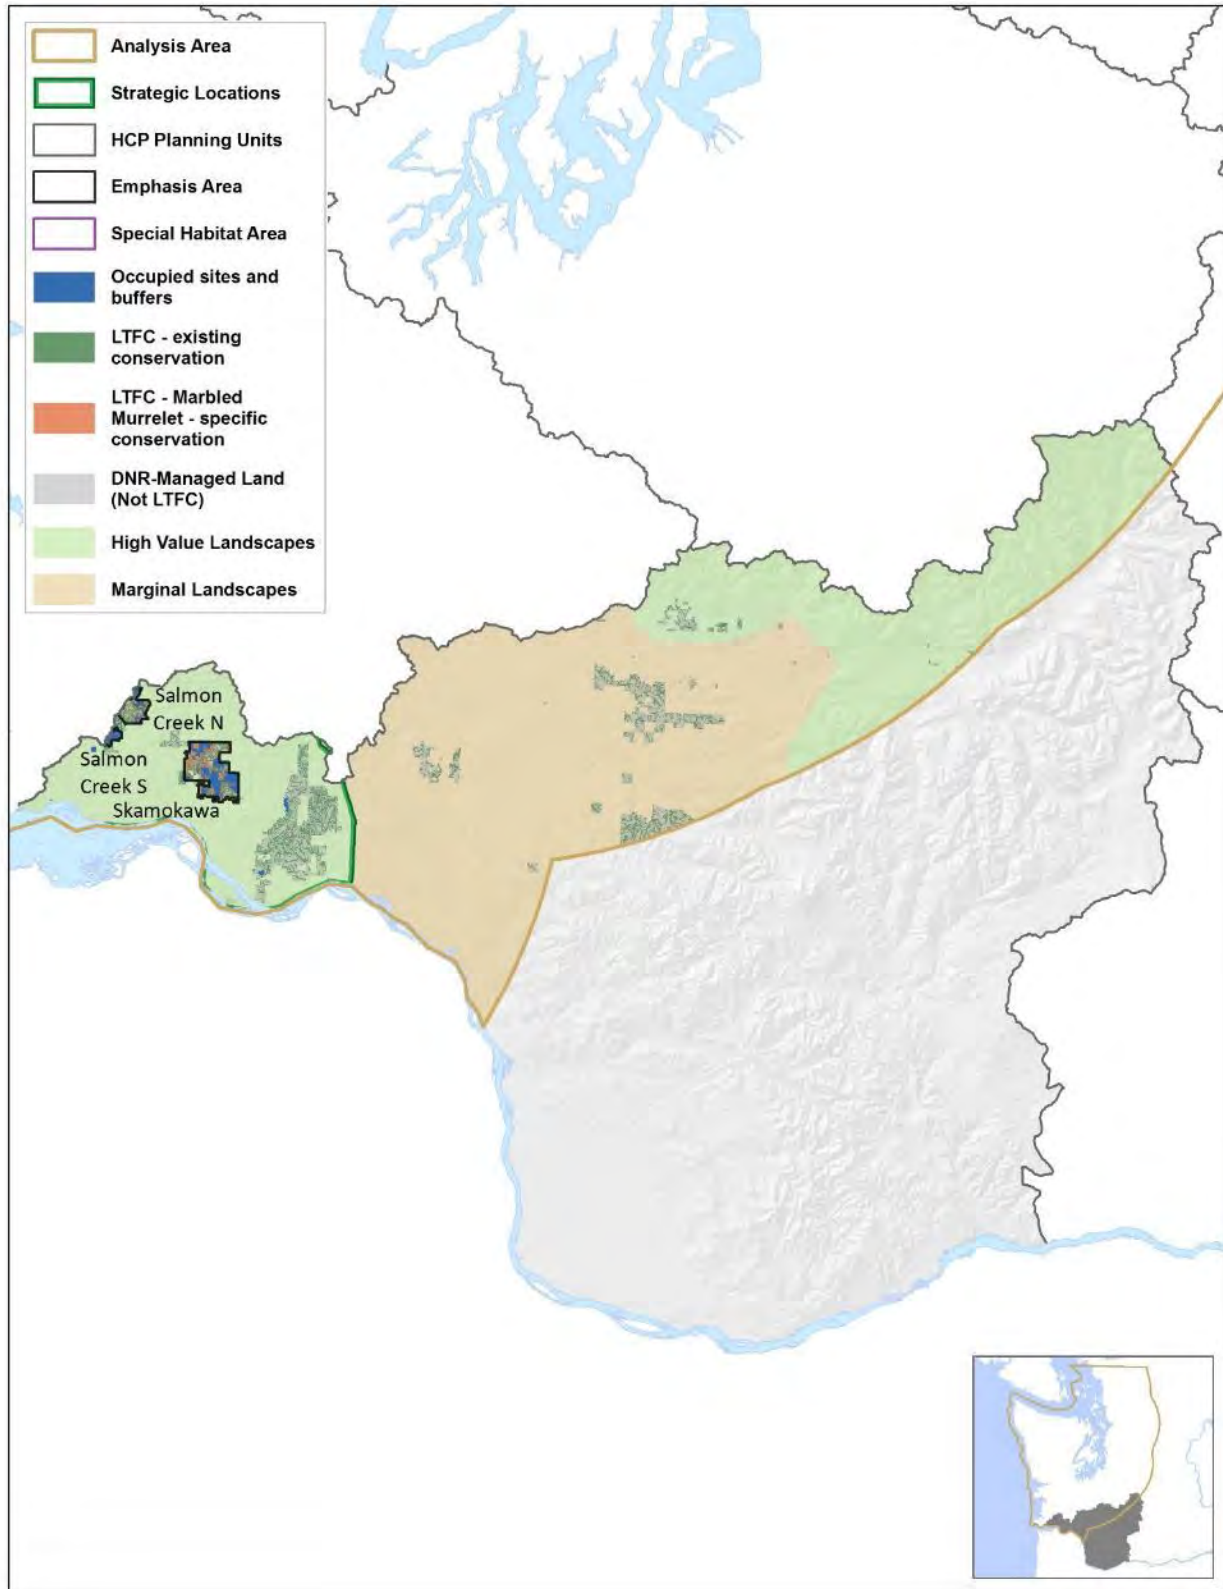 Analysis Area
Strategic Locations
HCP Planning Units
Emphasis Area
Special Habitat Area
Occupied sites and
buffers
LTFC - existing
conservation
LTFC - Marbled
Murrelet - specific
conservation
DNR-Managed Land
(Not LTFC)
High Value Landscapes
Marginal Landscapes
Salmon
Creek N
Salmon
Creek S
Skamokawa